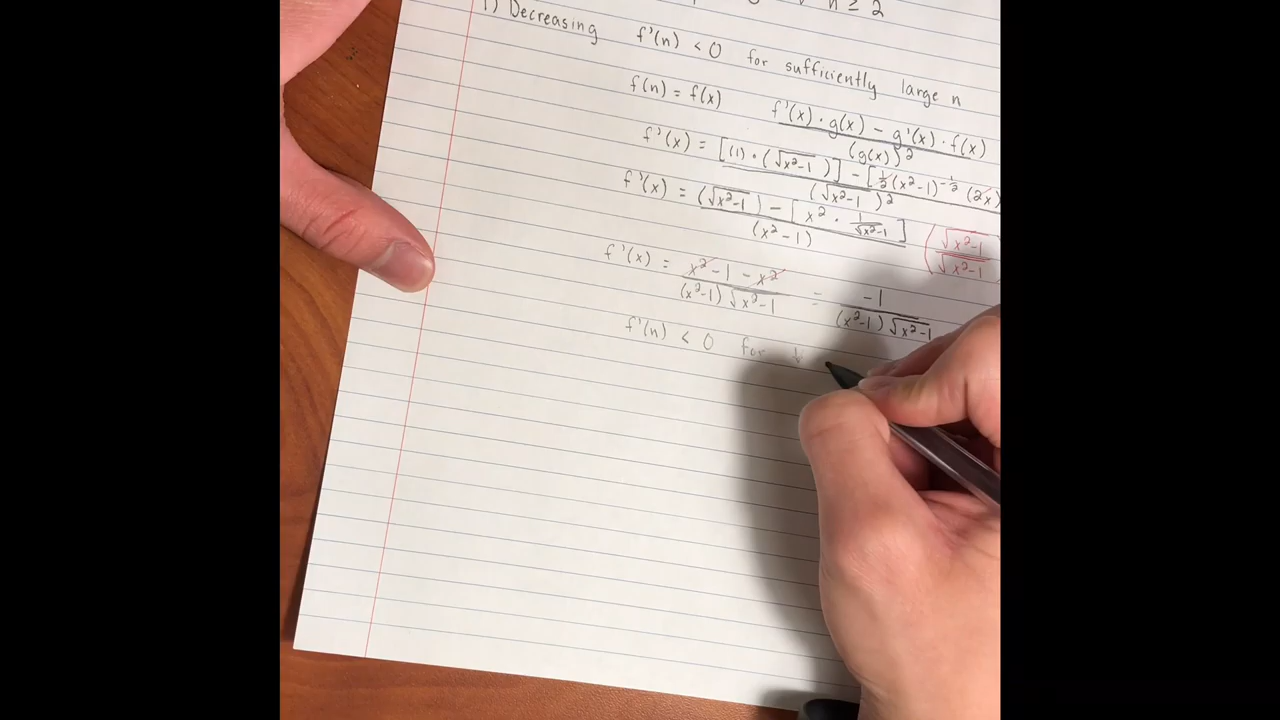 n ≥ 2
1) Decreasing f'(n) < 0 for sufficiently large n
f(n) = f(x) f'(x) · g(x) - g'(x) · f(x) / (g(x))²
f'(x) = [(1) · (√x²-1)] - [½(x²-1)^-½ (2x) / (√x²-1)²
f'(x) = (√x²-1) - [x² · 1/√x²-1] / (x²-1) (√x²-1 / √x²-1
f'(x) = x²-1-x² / (x²-1)√x²-1 = -1 / (x²-1)√x²-1
f'(n) < 0 for